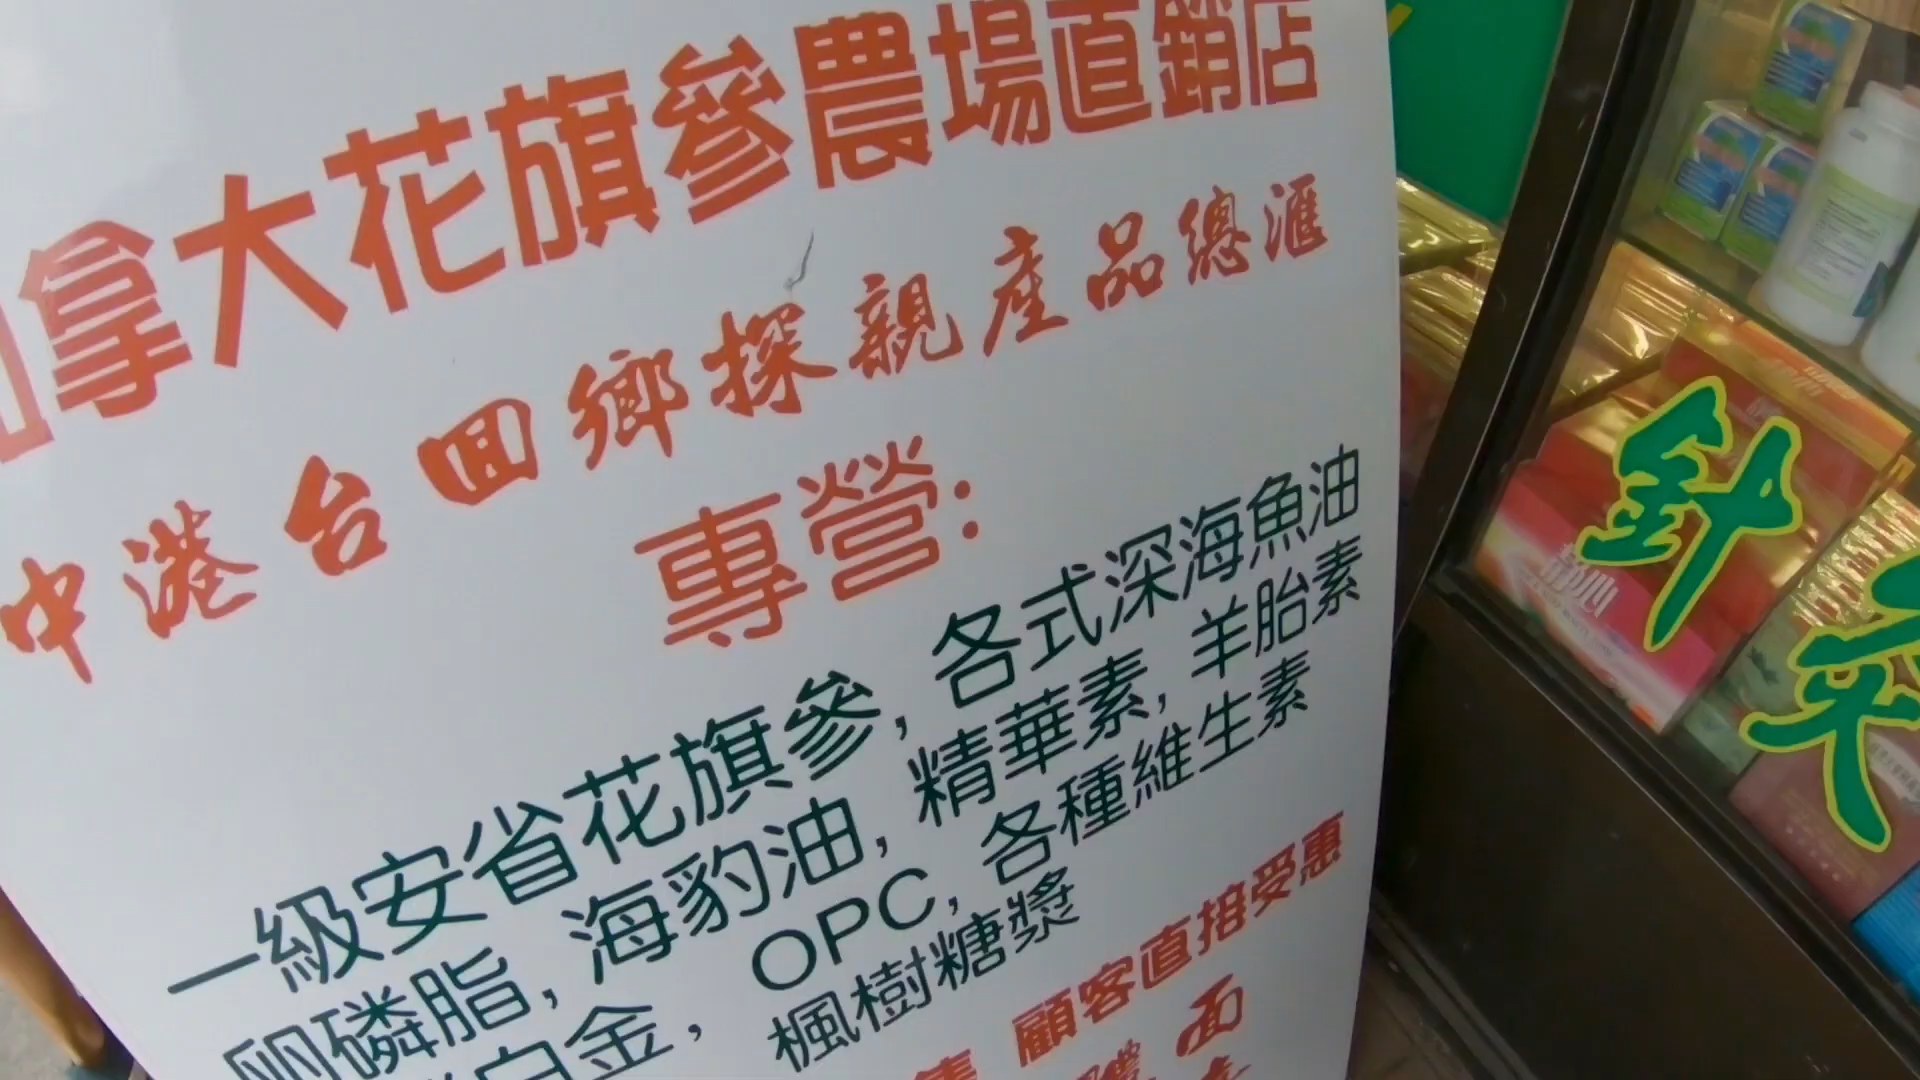 加拿大花旗參農場直銷店
中港台回鄉探親產品總滙
專營:
一級安省花旗參, 各式深海魚油
卵磷脂, 海豹油, 精華素, 羊胎素
白金, OPC, 各種維生素
楓樹糖漿
顧客直接受惠
面
針
灸